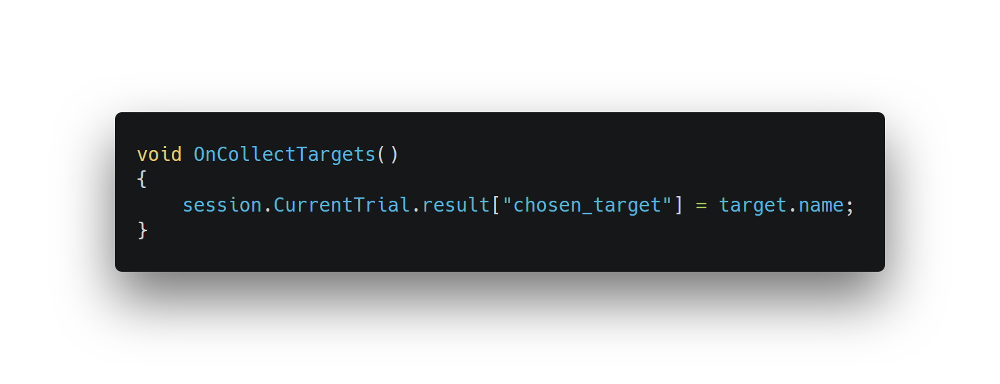 void OnCollectTargets()
{
    session.CurrentTrial.result["chosen_target"] = target.name;
}